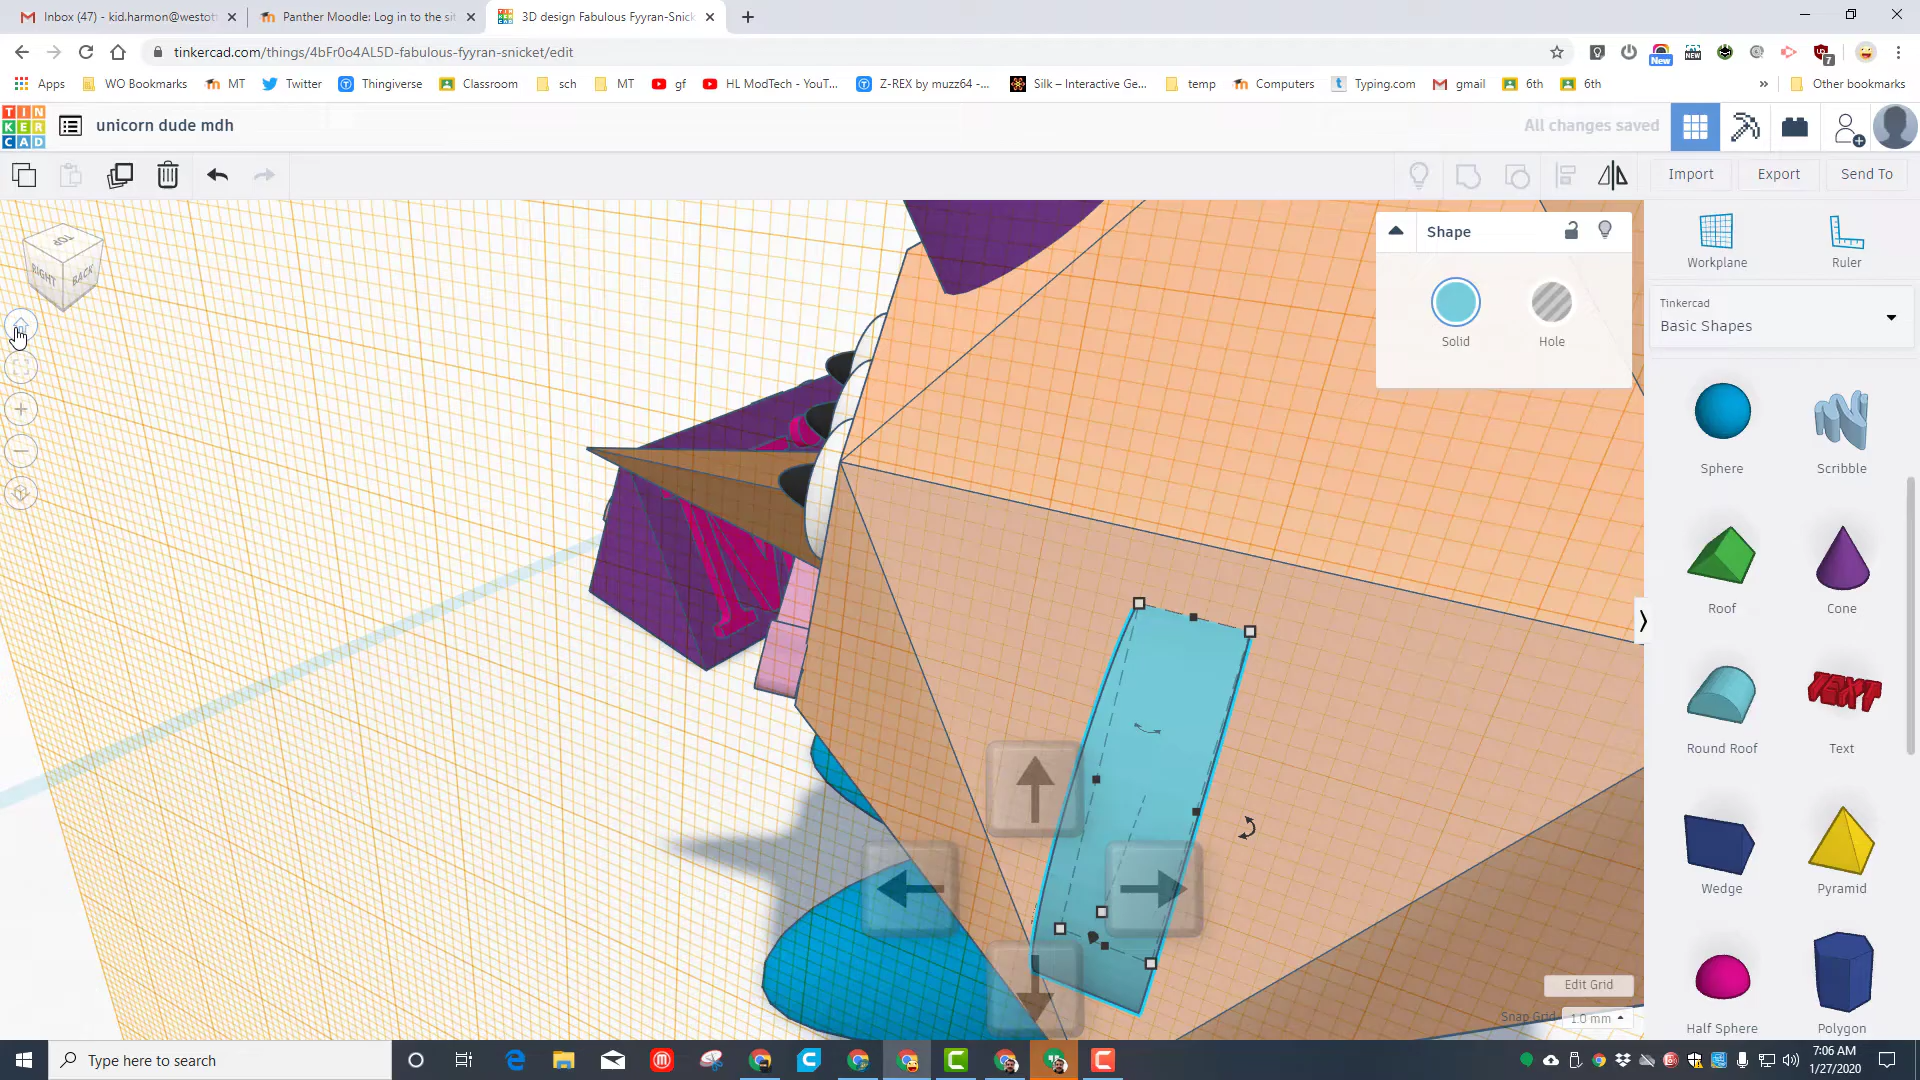 Inbox (47) - kid.harmon@westott
Panther Moodle: Log in to the sit
3D design Fabulous Fyyran-Snick
tinkercad.com/things/4bFr0o4AL5D-fabulous-fyyran-snicket/edit
New
NEW
7
Apps
WO Bookmarks
MT
Twitter
Thingiverse
Classroom
sch
MT
gf
HL ModTech - YouT...
Z-REX by muzz64 -...
Silk – Interactive Ge...
temp
Computers
Typing.com
gmail
6th
6th
»
Other bookmarks
TIN
KER
CAD
unicorn dude mdh
All changes saved
Import
Export
Send To
TOP
RIGHT
BACK
Shape
Solid
Hole
Workplane
Ruler
Tinkercad
Basic Shapes
Sphere
Scribble
Roof
Cone
Round Roof
TEXT
Text
Wedge
Pyramid
Half Sphere
Polygon
Edit Grid
Snap Grid
1.0 mm
Type here to search
7:06 AM
1/27/2020